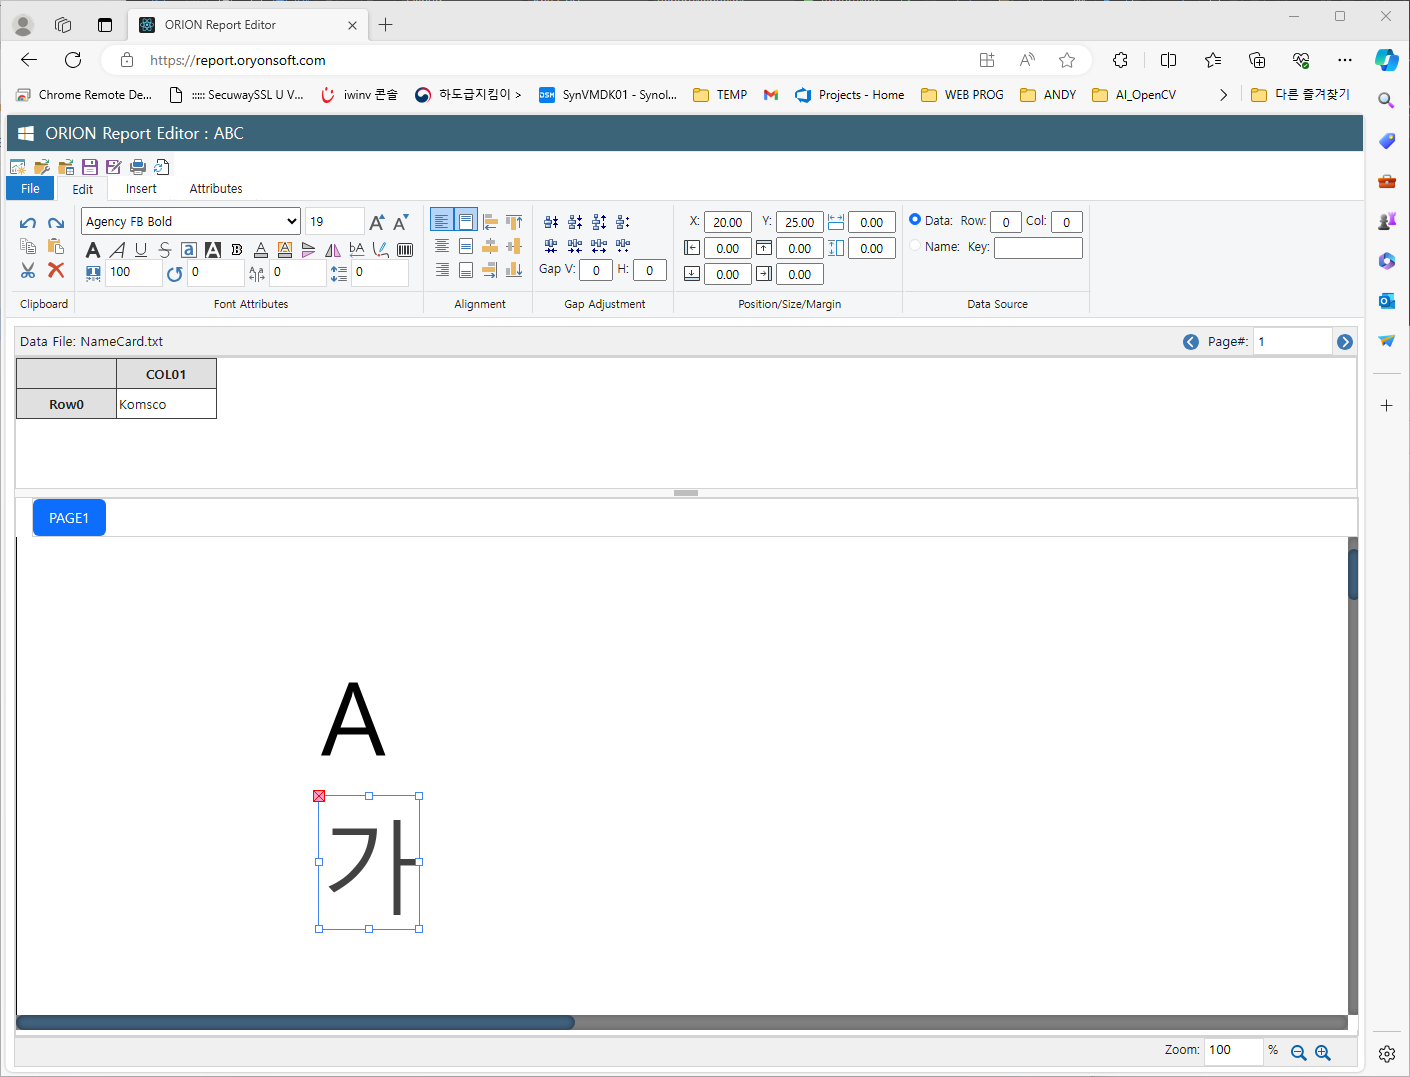 ORION Report Editor
https://report.oryonsoft.com
Chrome Remote De...
::::: SecuwaySSL U V...
iwinv 콘솔
하도급지킴이 >
SynVMDK01 - Synol...
TEMP
Projects - Home
WEB PROG
ANDY
AI_OpenCV
다른 즐겨찾기
ORION Report Editor : ABC
File Edit Insert Attributes
Agency FB Bold 19
X: 20.00 Y: 25.00 0.00
Data: Row: 0 Col: 0
0.00 0.00 0.00
Name: Key:
100 0 0 0
Gap V: 0 H: 0
0.00 0.00
Clipboard Font Attributes Alignment Gap Adjustment Position/Size/Margin Data Source
Data File: NameCard.txt
Page#: 1
COL01
Row0 Komsco
PAGE1
A
가
Zoom: 100 %